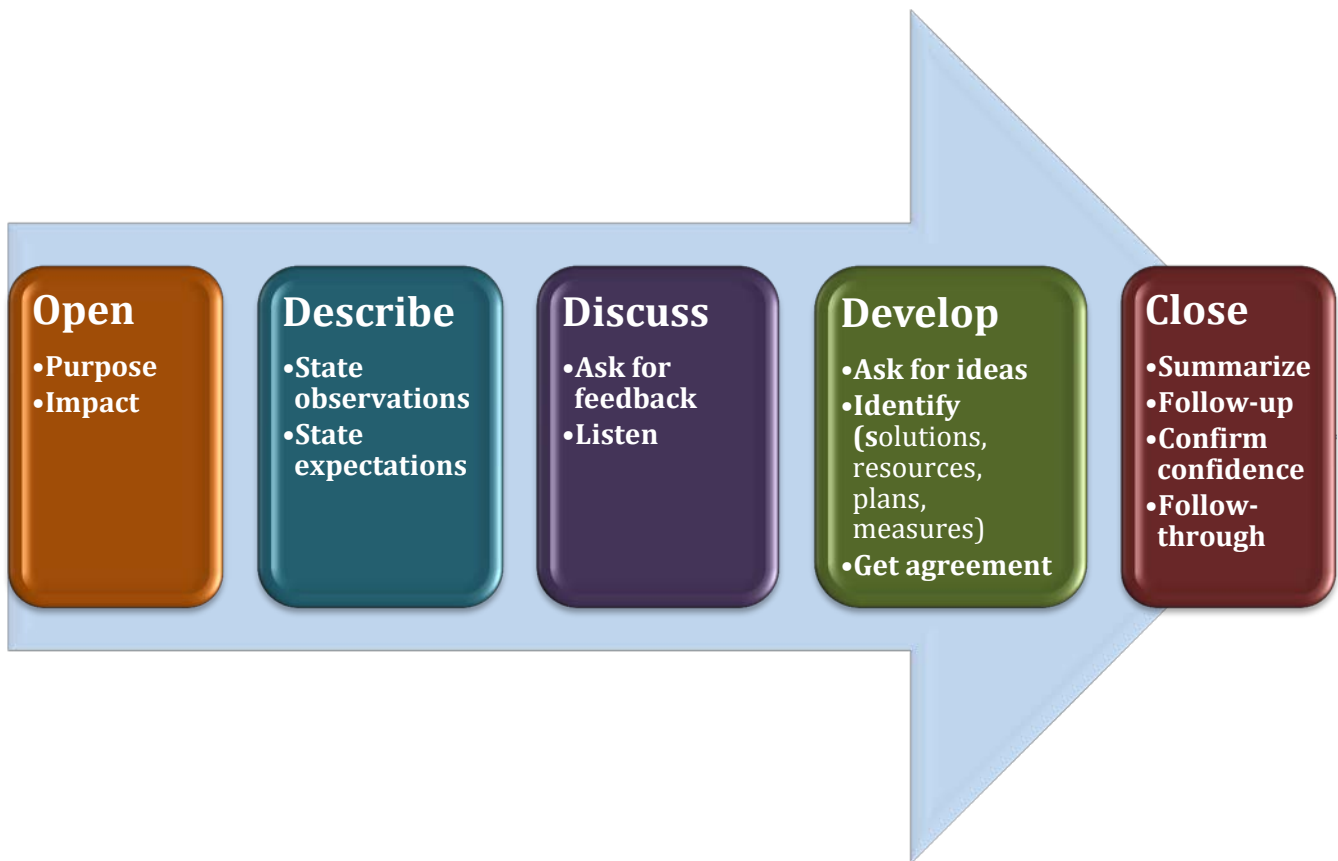 Open
•Purpose
•Impact
Describe
•State
observations
•State
expectations
Discuss
•Ask for
feedback
•Listen
Develop
•Ask for ideas
•Identify
(solutions,
resources,
plans,
measures)
•Get agreement
Close
•Summarize
•Follow-up
•Confirm
confidence
•Follow-
through